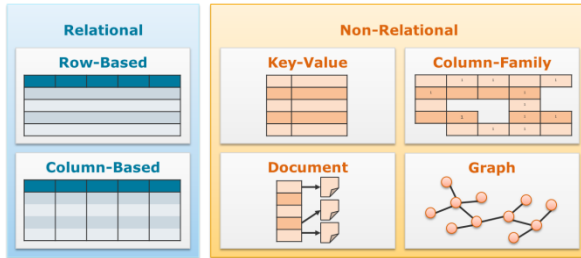 Relational
Non-Relational
Row-Based
Key-Value
Column-Family
Column-Based
Document
Graph